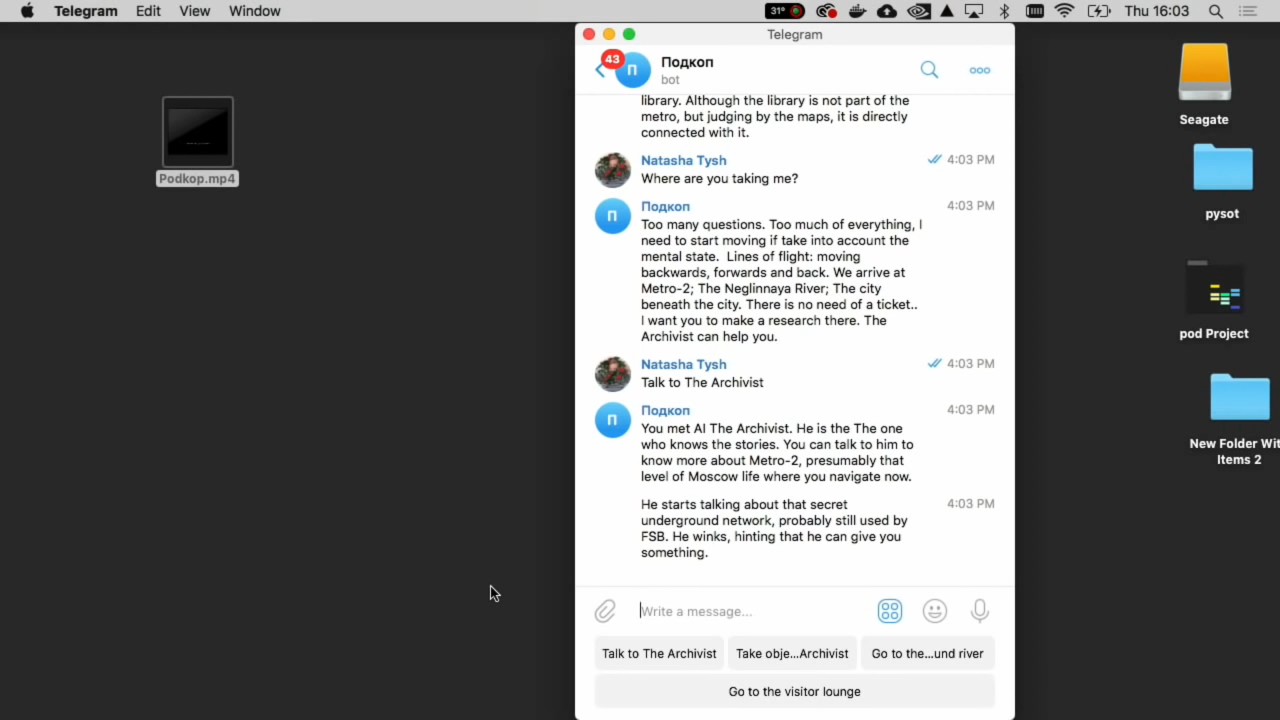 Telegram Edit View Window
31°
Thu 16:03
Telegram
43
П
Подкоп
bot
library. Although the library is not part of the
metro, but judging by the maps, it is directly
connected with it.
Natasha Tysh 4:03 PM
Where are you taking me?
П
Подкоп 4:03 PM
Too many questions. Too much of everything, I
need to start moving if take into account the
mental state.  Lines of flight: moving
backwards, forwards and back. We arrive at
Metro-2; The Neglinnaya River; The city
beneath the city. There is no need of a ticket..
I want you to make a research there. The
Archivist can help you.
Natasha Tysh 4:03 PM
Talk to The Archivist
П
Подкоп 4:03 PM
You met AI The Archivist. He is the The one
who knows the stories. You can talk to him to
know more about Metro-2, presumably that
level of Moscow life where you navigate now.
He starts talking about that secret 4:03 PM
underground network, probably still used by
FSB. He winks, hinting that he can give you
something.
Write a message...
Talk to The Archivist
Take obje...Archivist
Go to the...und river
Go to the visitor lounge
Podkop.mp4
Seagate
pysot
pod Project
New Folder Wit
Items 2